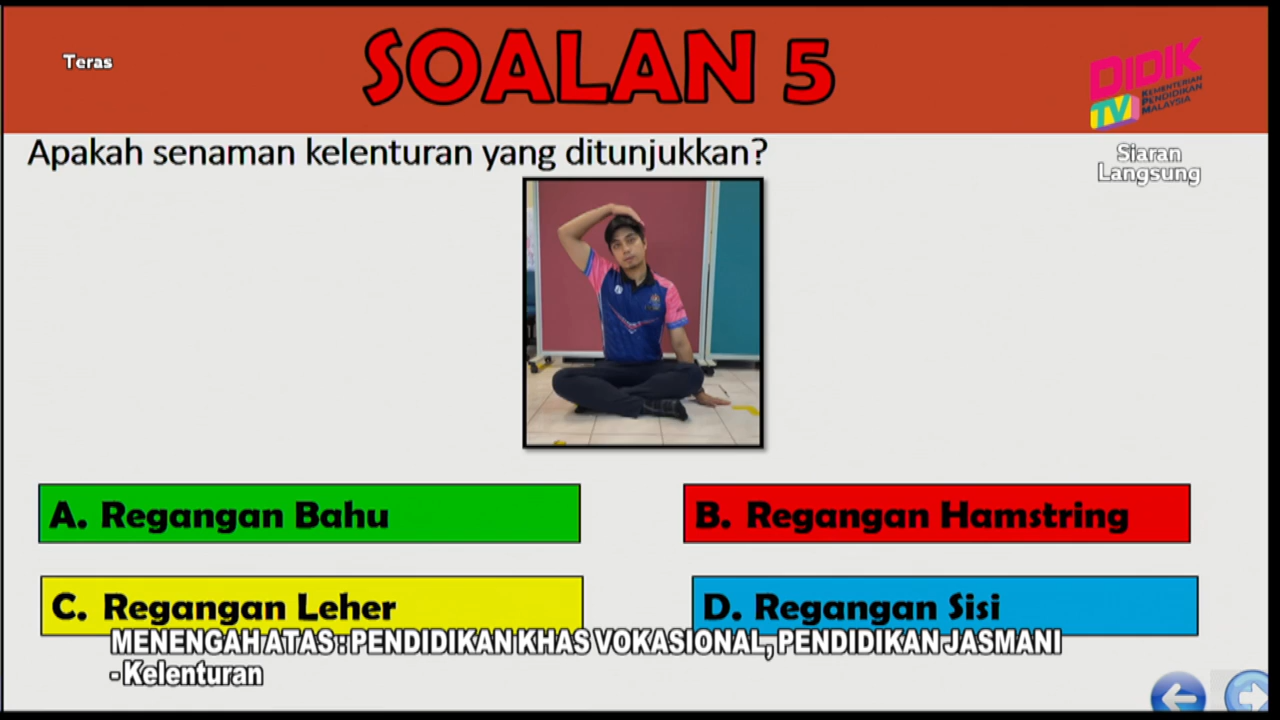 Teras
SOALAN 5
DIDIK
TV
KEMENTERIAN
PENDIDIKAN
MALAYSIA
Siaran
Langsung
Apakah senaman kelenturan yang ditunjukkan?
A. Regangan Bahu
B. Regangan Hamstring
C. Regangan Leher
D. Regangan Sisi
MENENGAH ATAS : PENDIDIKAN KHAS VOKASIONAL, PENDIDIKAN JASMANI
- Kelenturan